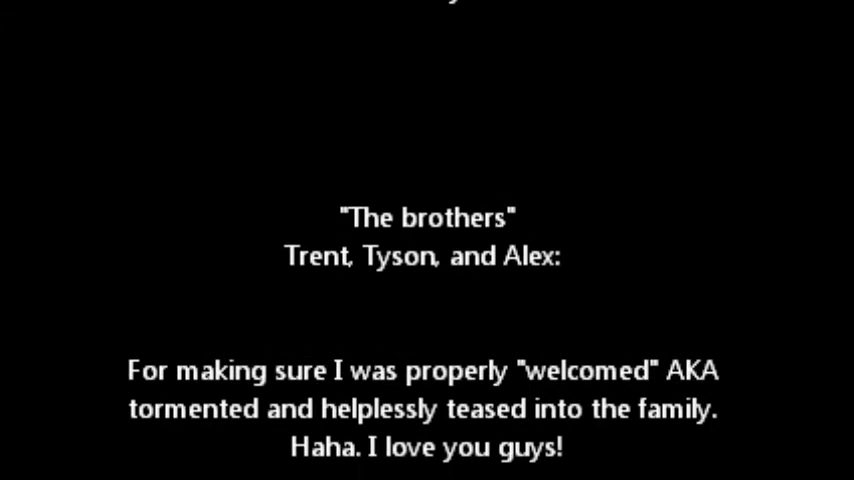 "The brothers"
Trent, Tyson, and Alex:
For making sure I was properly "welcomed" AKA
tormented and helplessly teased into the family.
Haha. I love you guys!